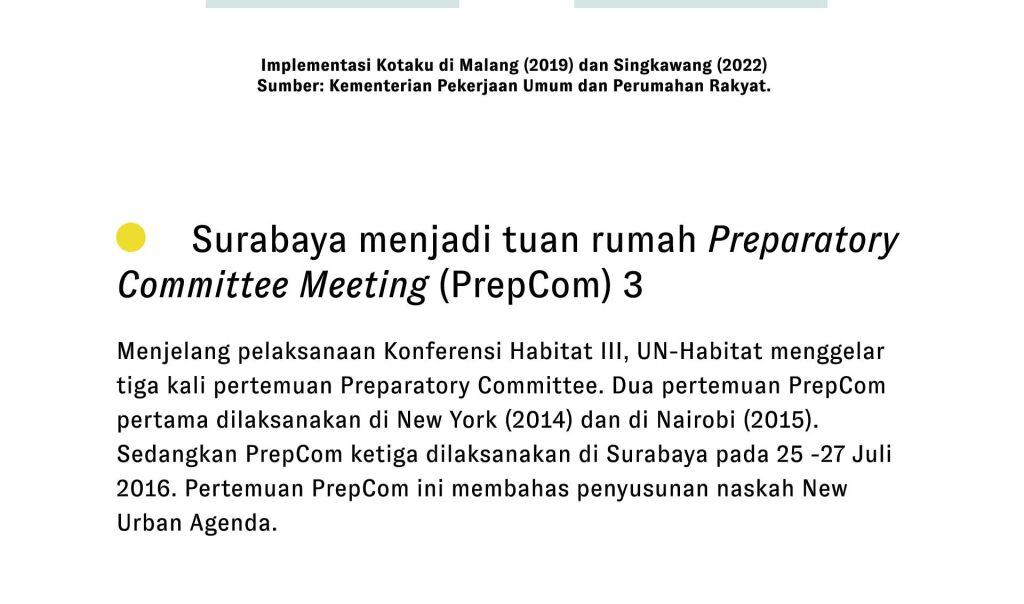 Implementasi Kotaku di Malang (2019) dan Singkawang (2022)
Sumber: Kementerian Pekerjaan Umum dan Perumahan Rakyat.
Surabaya menjadi tuan rumah Preparatory
Committee Meeting (PrepCom) 3
Menjelang pelaksanaan Konferensi Habitat III, UN-Habitat menggelar
tiga kali pertemuan Preparatory Committee. Dua pertemuan PrepCom
pertama dilaksanakan di New York (2014) dan di Nairobi (2015).
Sedangkan PrepCom ketiga dilaksanakan di Surabaya pada 25 -27 Juli
2016. Pertemuan PrepCom ini membahas penyusunan naskah New
Urban Agenda.